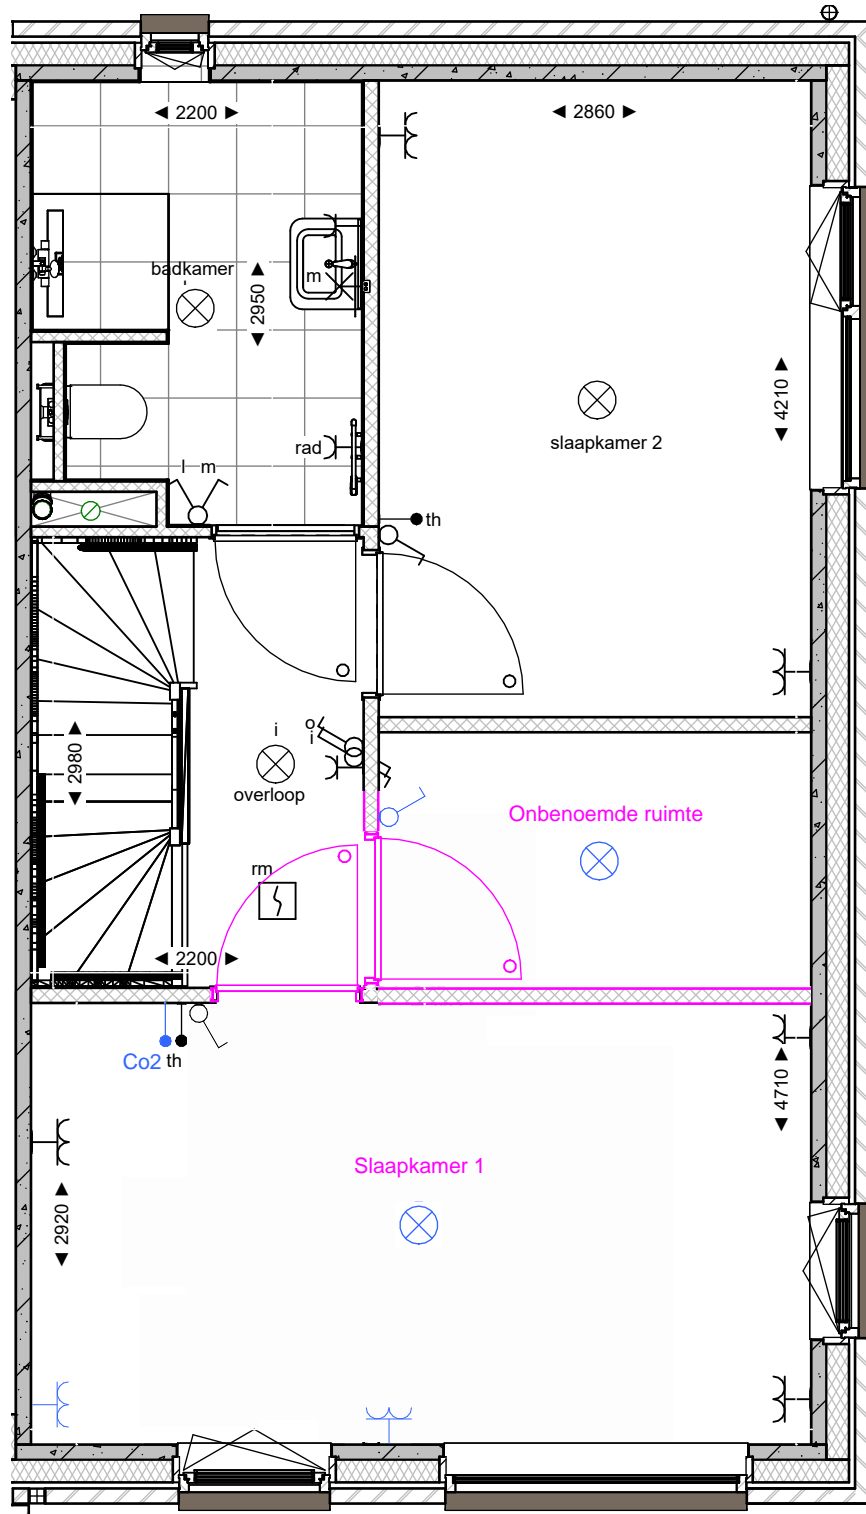 2200
2860
badkamer
2950
m
4210
slaapkamer 2
rad
l m
th
i
o
i
2980
overloop
Onbenoemde ruimte
rm
2200
Co2 th
4710
Slaapkamer 1
2920